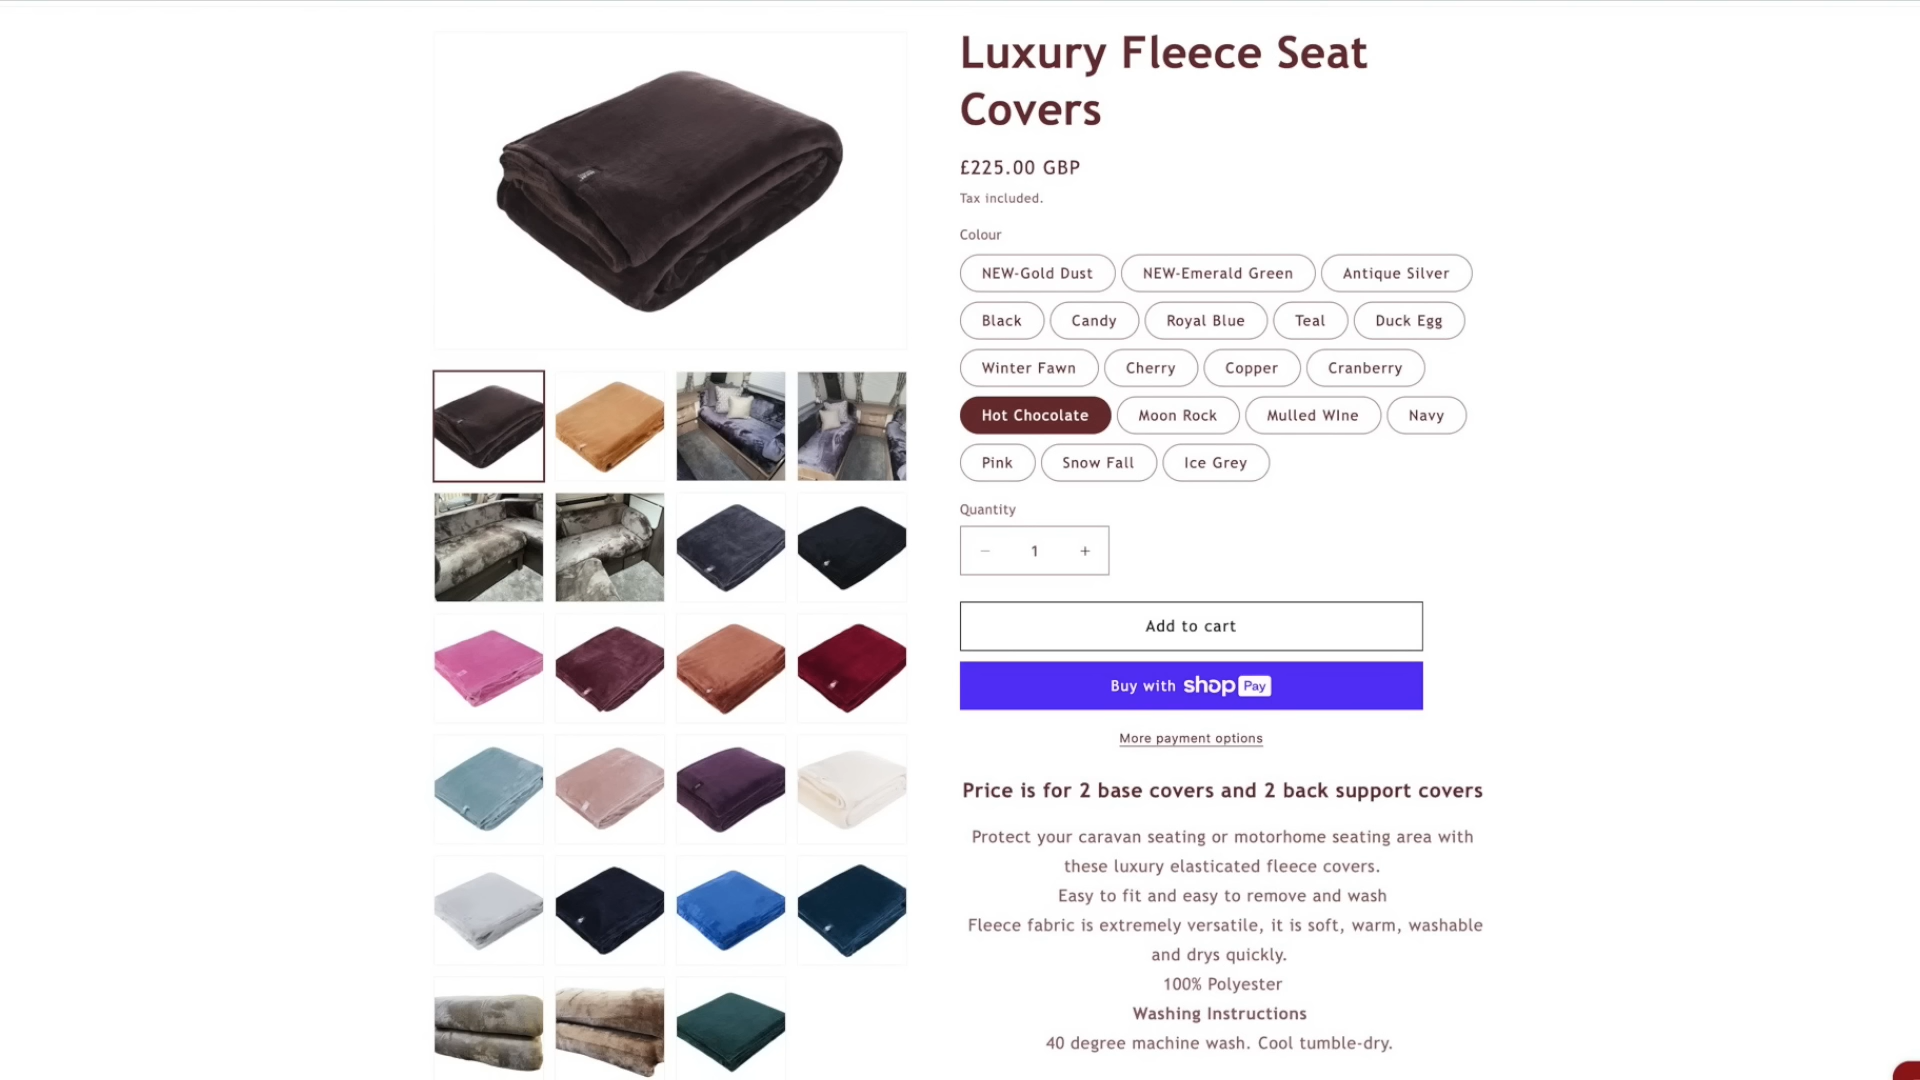 Luxury Fleece Seat
Covers
£225.00 GBP
Tax included.
Colour
NEW-Gold Dust
NEW-Emerald Green
Antique Silver
Black
Candy
Royal Blue
Teal
Duck Egg
Winter Fawn
Cherry
Copper
Cranberry
Hot Chocolate
Moon Rock
Mulled WIne
Navy
Pink
Snow Fall
Ice Grey
Quantity
− 1 +
Add to cart
Buy with shop Pay
More payment options
Price is for 2 base covers and 2 back support covers
Protect your caravan seating or motorhome seating area with
these luxury elasticated fleece covers.
Easy to fit and easy to remove and wash
Fleece fabric is extremely versatile, it is soft, warm, washable
and drys quickly.
100% Polyester
Washing Instructions
40 degree machine wash. Cool tumble-dry.